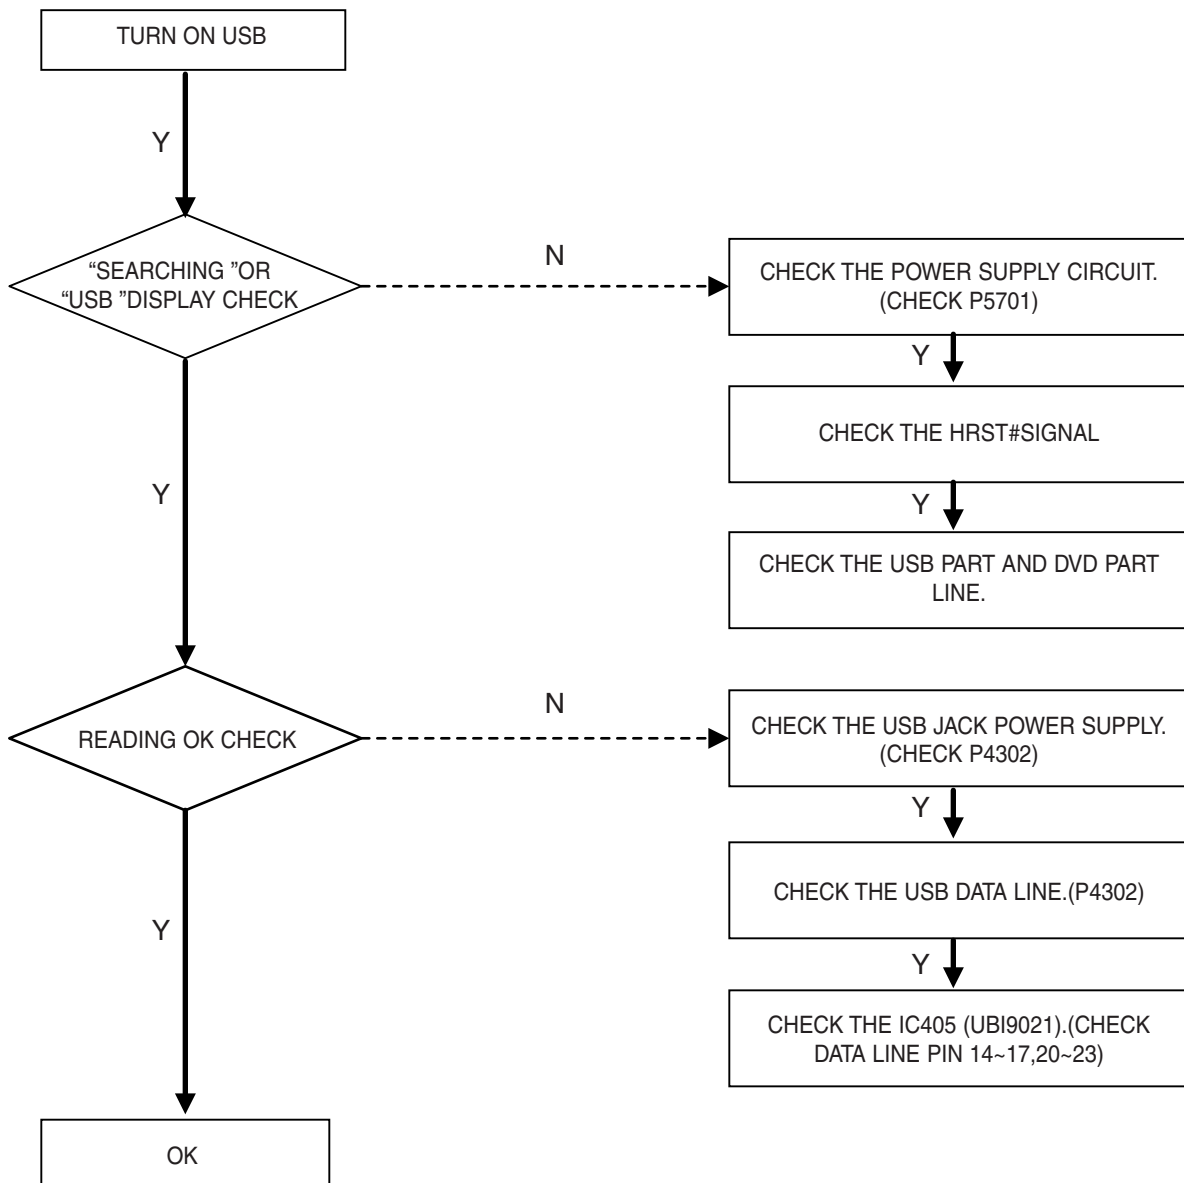 TURN ON USB
Y
“SEARCHING ”OR
“USB ”DISPLAY CHECK
N
CHECK THE POWER SUPPLY CIRCUIT.
(CHECK P5701)
Y
CHECK THE HRST#SIGNAL
Y
CHECK THE USB PART AND DVD PART
LINE.
Y
READING OK CHECK
N
CHECK THE USB JACK POWER SUPPLY.
(CHECK P4302)
Y
CHECK THE USB DATA LINE.(P4302)
Y
CHECK THE IC405 (UBI9021).(CHECK
DATA LINE PIN 14~17,20~23)
Y
OK